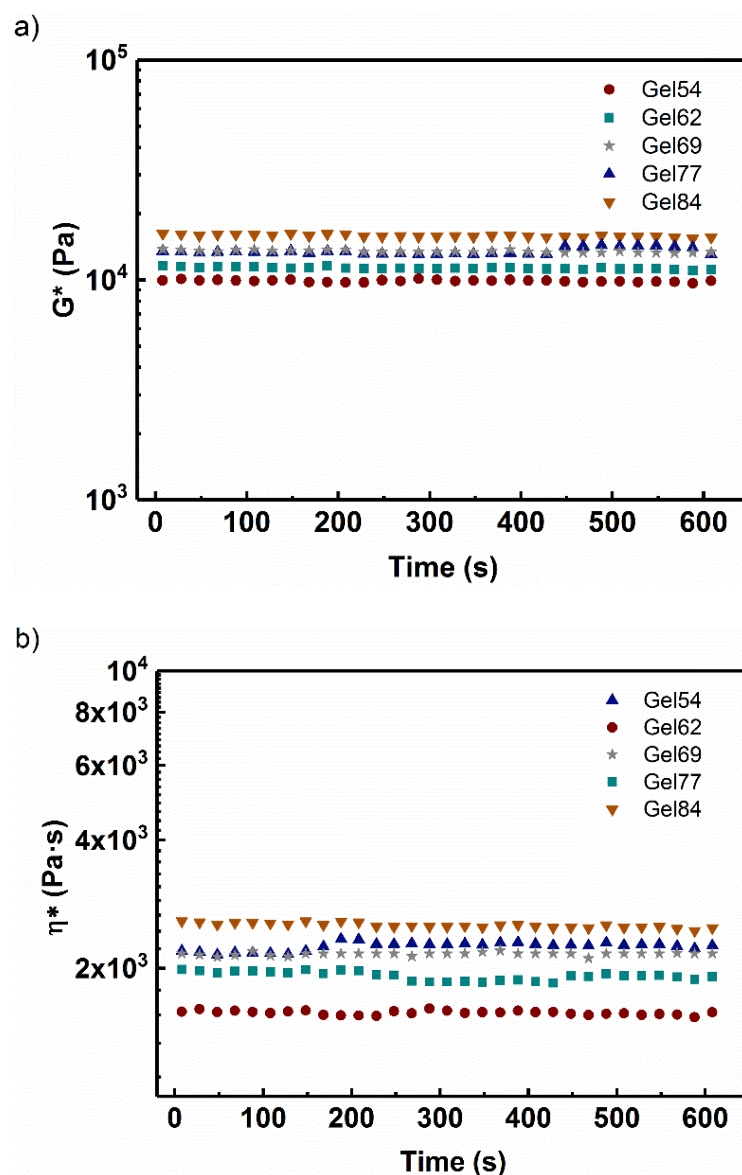 a)
10⁵
10⁴
10³
G* (Pa)
Gel54
Gel62
Gel69
Gel77
Gel84
0 100 200 300 400 500 600
Time (s)
b)
10⁴
8x10³
6x10³
4x10³
2x10³
η* (Pa·s)
Gel54
Gel62
Gel69
Gel77
Gel84
0 100 200 300 400 500 600
Time (s)